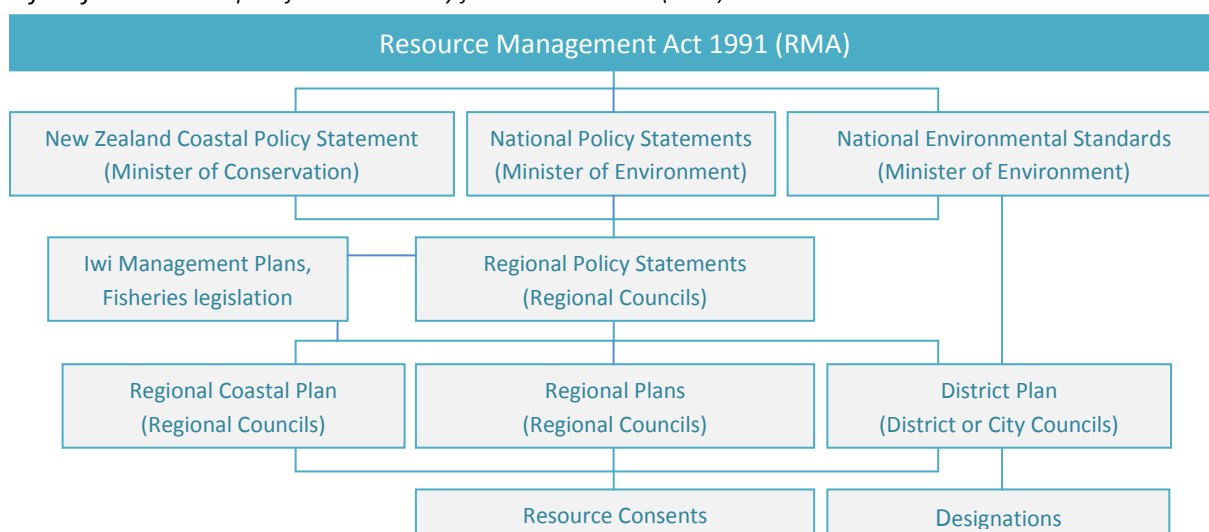 Resource Management Act 1991 (RMA)
New Zealand Coastal Policy Statement
(Minister of Conservation)
National Policy Statements
(Minister of Environment)
National Environmental Standards
(Minister of Environment)
Iwi Management Plans,
Fisheries legislation
Regional Policy Statements
(Regional Councils)
Regional Coastal Plan
(Regional Councils)
Regional Plans
(Regional Councils)
District Plan
(District or City Councils)
Resource Consents
Designations